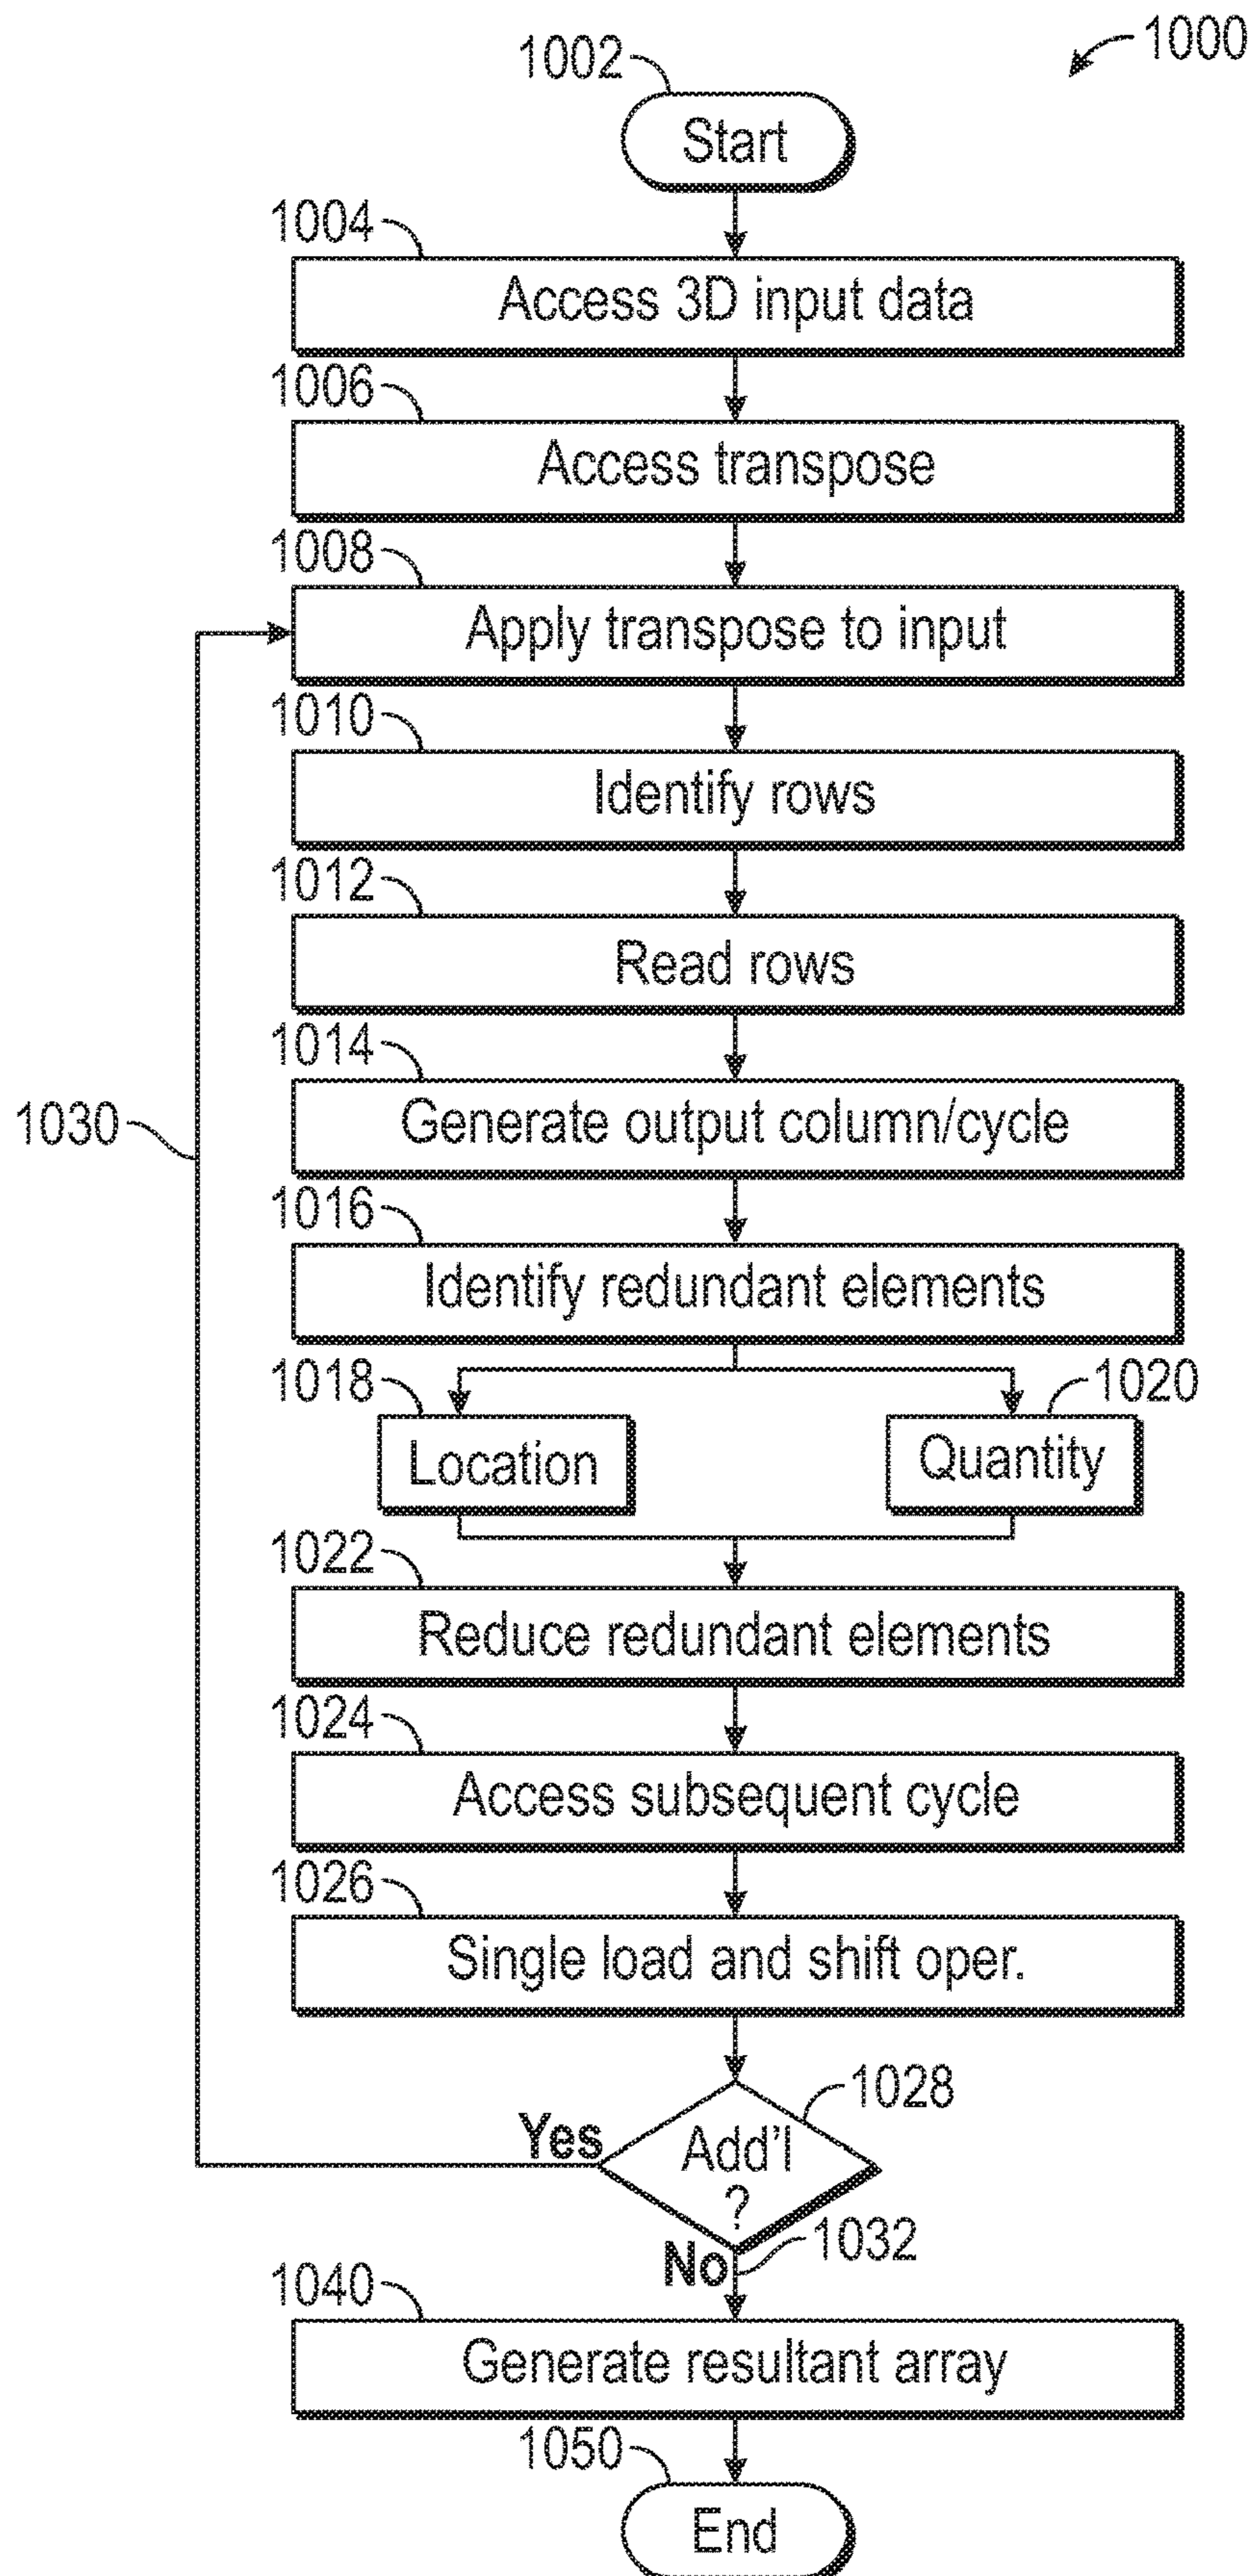 1000
1002
Start
1004
Access 3D input data
1006
Access transpose
1008
Apply transpose to input
1010
Identify rows
1012
Read rows
1014
Generate output column/cycle
1030
1016
Identify redundant elements
1018
1020
Location
Quantity
1022
Reduce redundant elements
1024
Access subsequent cycle
1026
Single load and shift oper.
1028
Yes
Add'l
?
No
1032
1040
Generate resultant array
1050
End